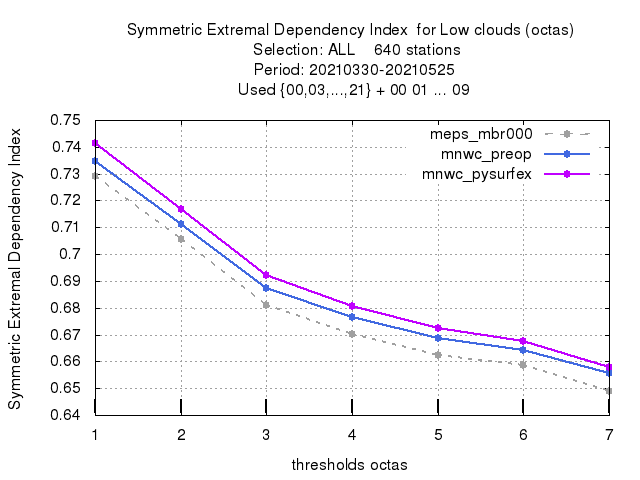 Symmetric Extremal Dependency Index  for Low clouds (octas)
Selection: ALL    640 stations
Period: 20210330-20210525
Used {00,03,...,21} + 00 01 ... 09
meps_mbr000
mnwc_preop
mnwc_pysurfex
Symmetric Extremal Dependency Index
0.75
0.74
0.73
0.72
0.71
0.7
0.69
0.68
0.67
0.66
0.65
0.64
1 2 3 4 5 6 7
thresholds octas